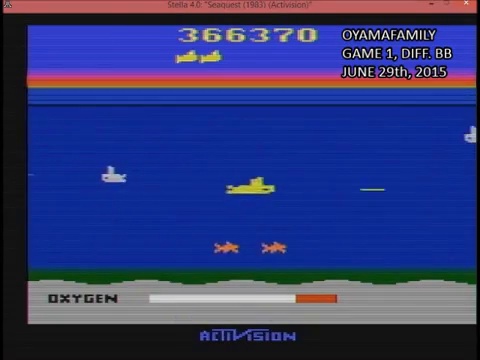 Stella 4.0: "Seaquest (1983) (Activision)"
366370
OYAMAFAMILY
GAME 1, DIFF. BB
JUNE 29th, 2015
OXYGEN
ACTIVISION